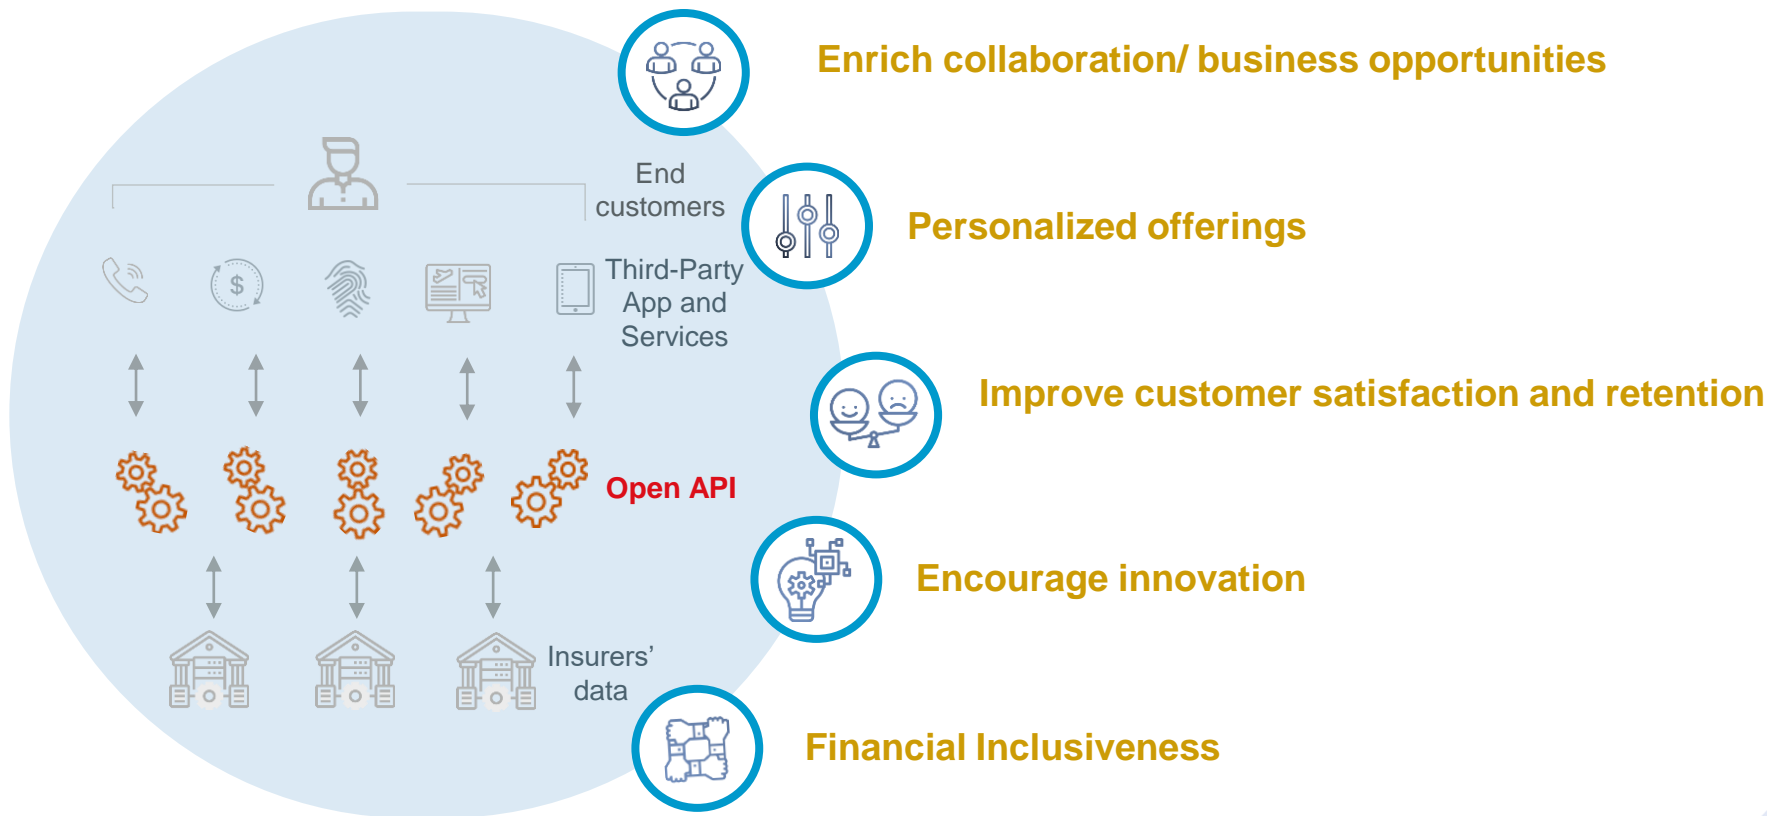 Enrich collaboration/ business opportunities
End
customers
Personalized offerings
Third-Party
App and
Services
$
Improve customer satisfaction and retention
Open API
Encourage innovation
Insurers’
data
Financial Inclusiveness